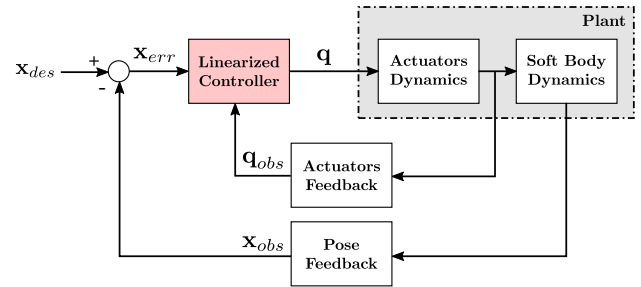 Plant
x_des
+
-
x_err
Linearized
Controller
q
Actuators
Dynamics
Soft Body
Dynamics
q_obs
Actuators
Feedback
x_obs
Pose
Feedback